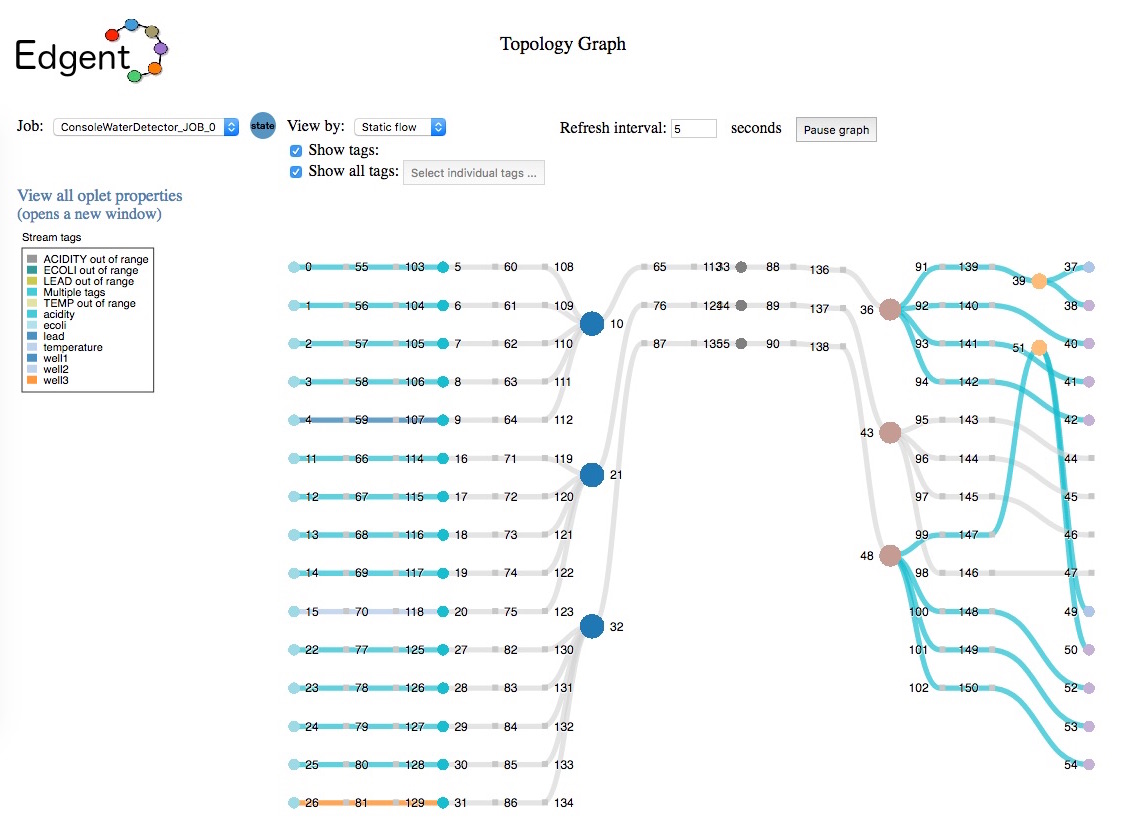 Edgent
Topology Graph
Job: ConsoleWaterDetector_JOB_0 state View by: Static flow Refresh interval: 5 seconds Pause graph
Show tags:
Show all tags: Select individual tags ...
View all oplet properties
(opens a new window)
Stream tags
ACIDITY out of range
ECOLI out of range
LEAD out of range
Multiple tags
TEMP out of range
acidity
ecoli
lead
temperature
well1
well2
well3
0 55 103 5 60 108 65 113 33 88 136 91 139 39 37
1 56 104 6 61 109 76 124 44 89 137 36 92 140 38
10
2 57 105 7 62 110 87 135 55 90 138 93 141 51 40
3 58 106 8 63 111 94 142 41
4 59 107 9 64 112 95 143 42
43
11 66 114 16 71 119 96 144 44
21
12 67 115 17 72 120 97 145 45
13 68 116 18 73 121 99 147 46
48
14 69 117 19 74 122 98 146 47
15 70 118 20 75 123 100 148 49
32
22 77 125 27 82 130 101 149 50
23 78 126 28 83 131 102 150 52
24 79 127 29 84 132 53
25 80 128 30 85 133 54
26 81 129 31 86 134